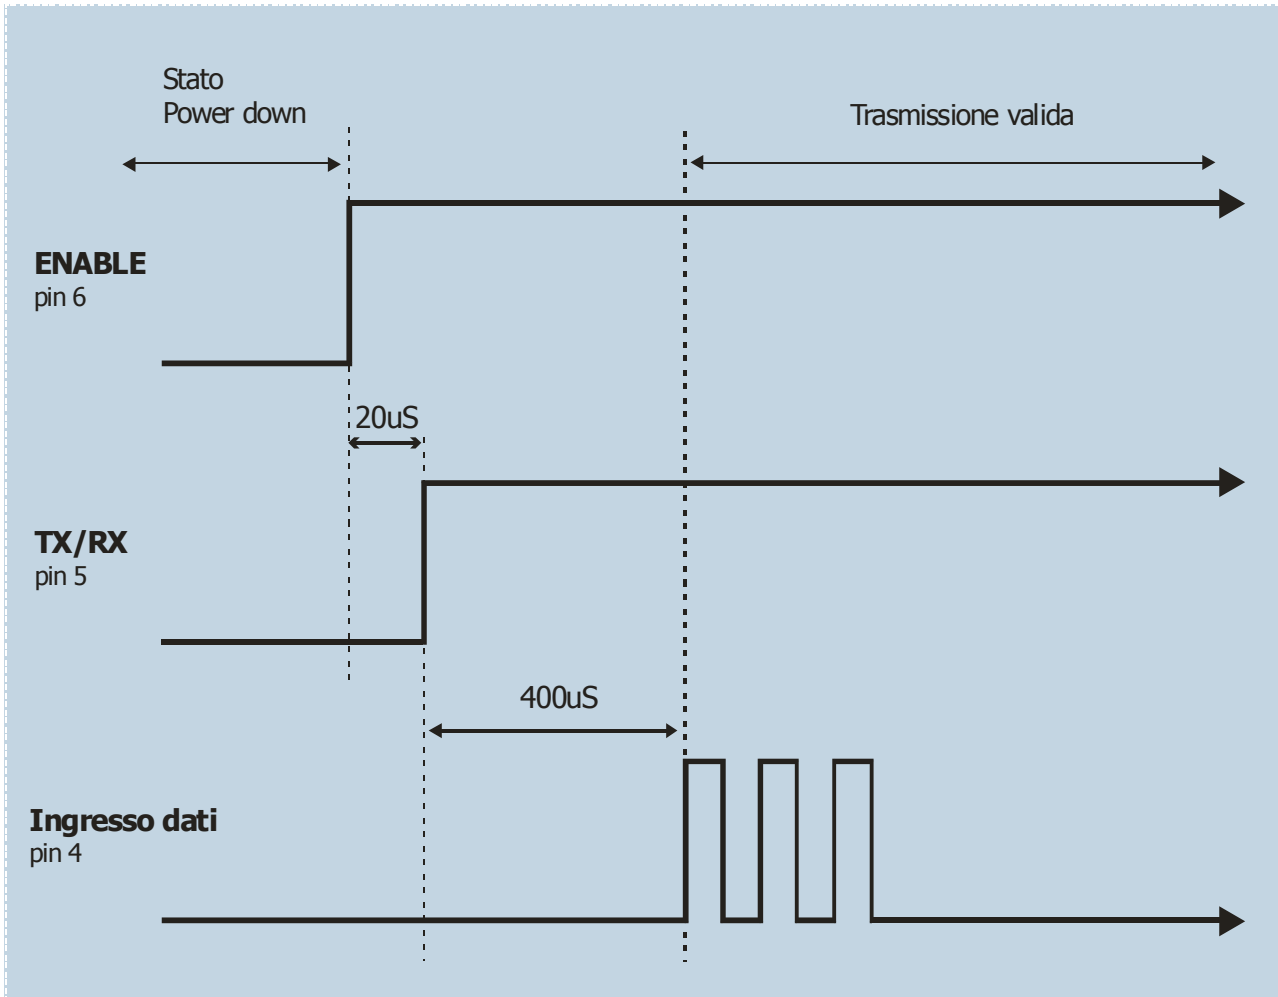 Stato
Power down
Trasmissione valida
ENABLE
pin 6
20uS
TX/RX
pin 5
400uS
Ingresso dati
pin 4